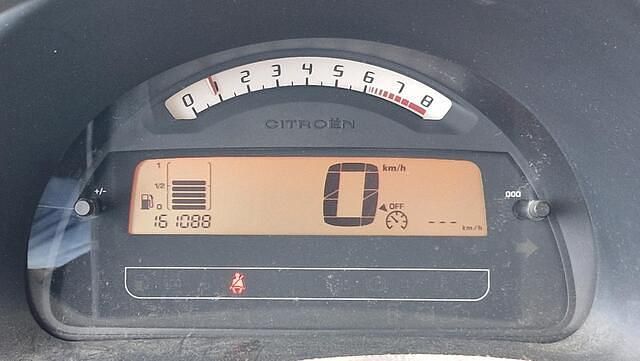 0 1 2 3 4 5 6 7 8
CITROËN
1 km/h
1/2 0
+/- 0 OFF 000
161088 --- km/h